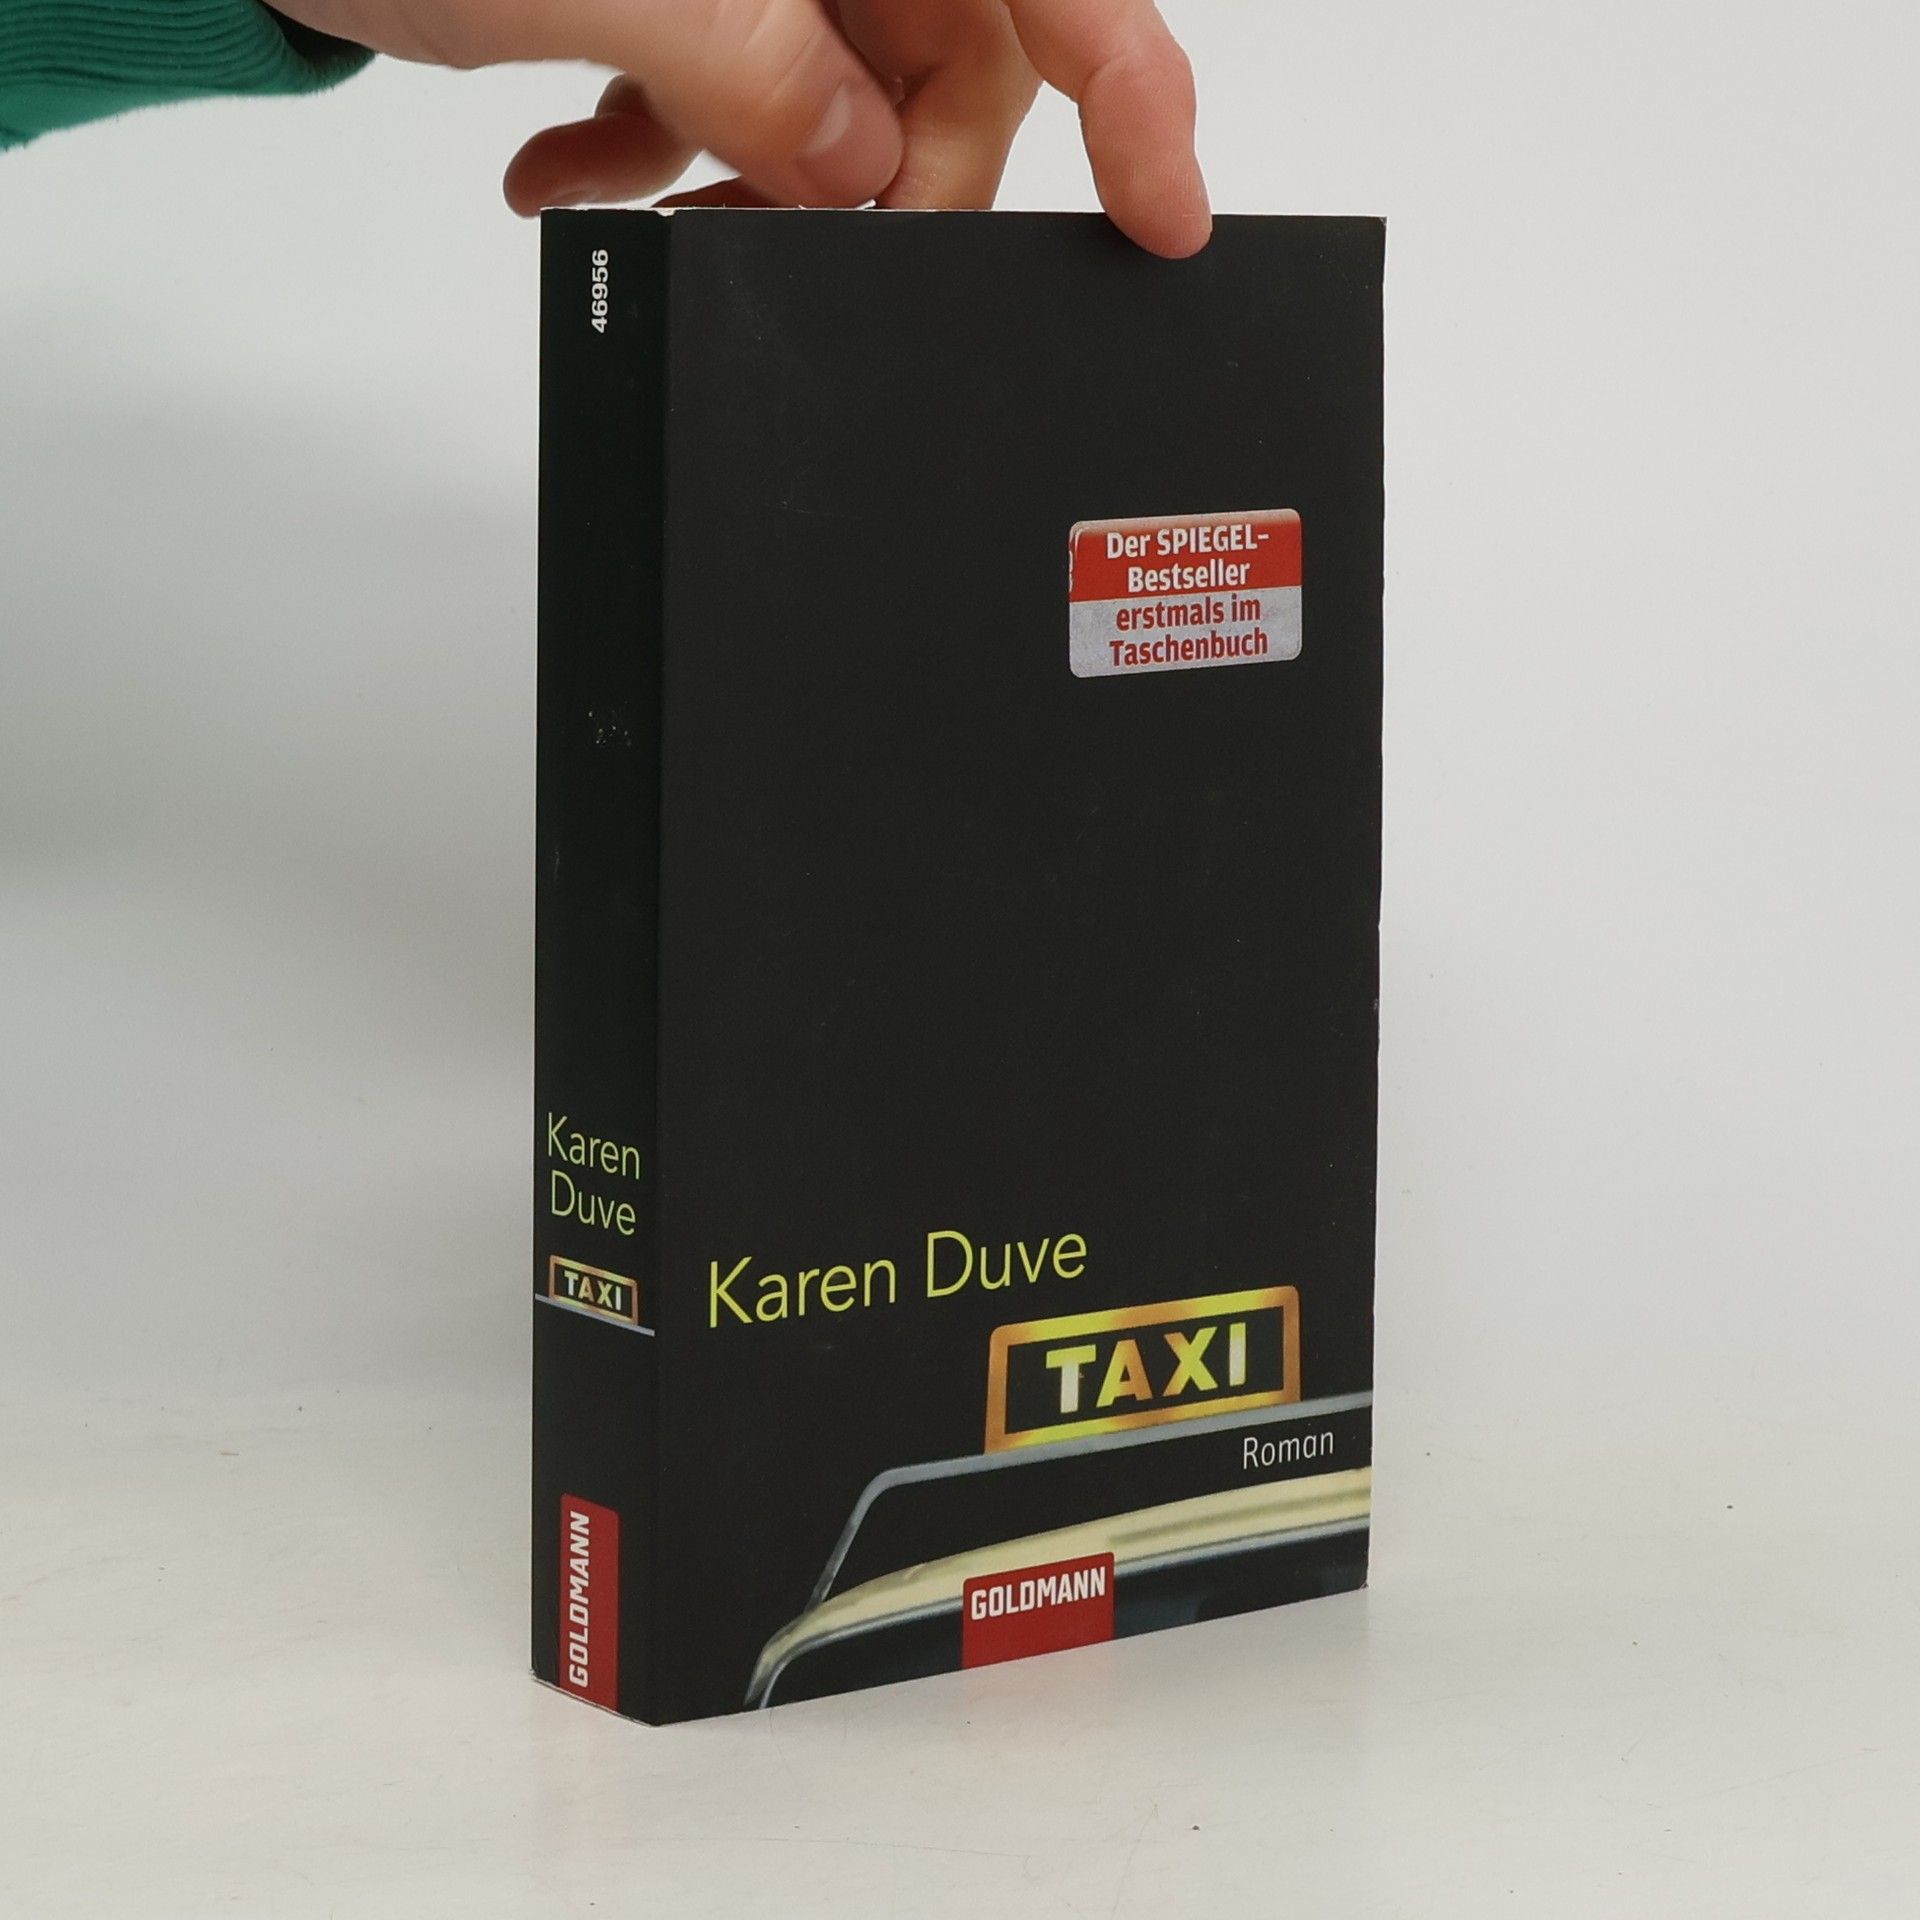 46956
Karen
Duve
TAXI
GOLDMANN
Der SPIEGEL-
Bestseller
erstmals im
Taschenbuch
Karen Duve
TAXI
Roman
GOLDMANN